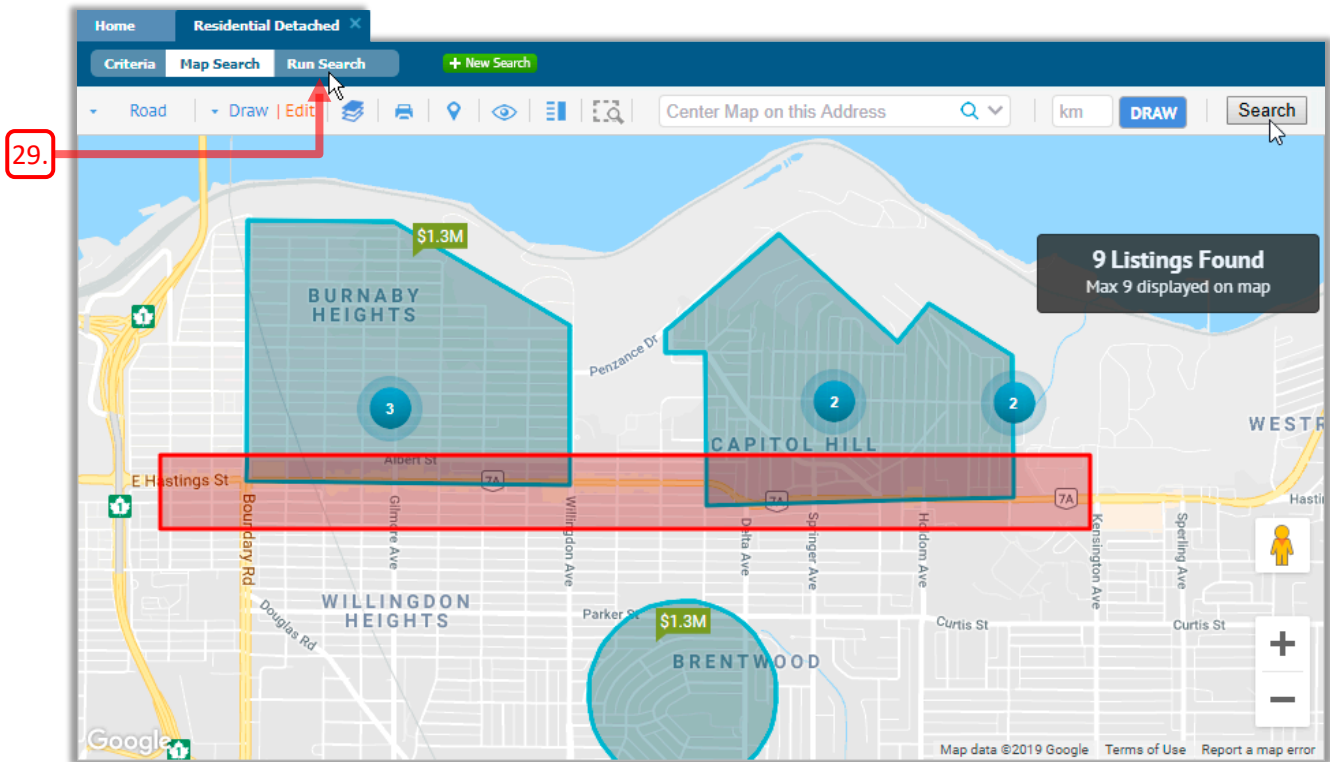 Home
Residential Detached ×
Criteria
Map Search
Run Search
+ New Search
Road
Draw | Edit
Center Map on this Address
km
DRAW
Search
29.
$1.3M
9 Listings Found
Max 9 displayed on map
BURNABY
HEIGHTS
1
Penzance Dr
3
2
2
WESTR
CAPITOL HILL
Albert St
E Hastings St
7A
7A
7A
1
Hasti
Boundary Rd
Gilmore Ave
Willingdon Ave
Delta Ave
Springer Ave
Holdom Ave
Kensington Ave
Sperling Ave
Douglas Rd
WILLINGDON
HEIGHTS
Parker St
$1.3M
Curtis St
Curtis St
BRENTWOOD
+
−
Google
1
Map data ©2019 Google
Terms of Use
Report a map error